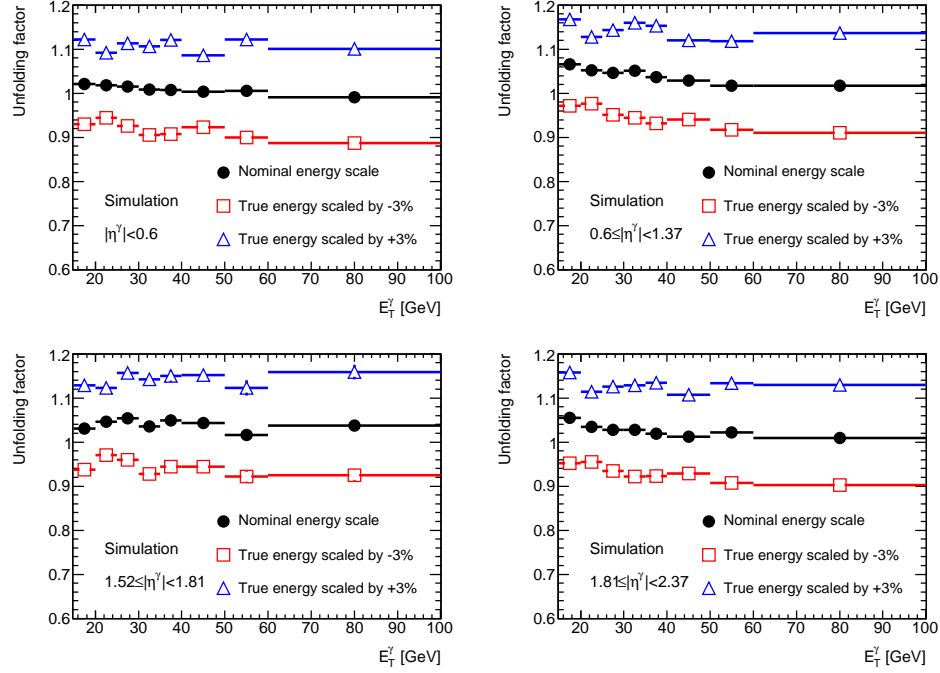 Unfolding factor
1.2
1.1
1
0.9
0.8
0.7
0.6
Nominal energy scale
True energy scaled by -3%
True energy scaled by +3%
Simulation
|η^γ|<0.6
20 30 40 50 60 70 80 90 100
E_T^γ [GeV]
Unfolding factor
1.2
1.1
1
0.9
0.8
0.7
0.6
Nominal energy scale
True energy scaled by -3%
True energy scaled by +3%
Simulation
0.6≤|η^γ|<1.37
20 30 40 50 60 70 80 90 100
E_T^γ [GeV]
Unfolding factor
1.2
1.1
1
0.9
0.8
0.7
0.6
Nominal energy scale
True energy scaled by -3%
True energy scaled by +3%
Simulation
1.52≤|η^γ|<1.81
20 30 40 50 60 70 80 90 100
E_T^γ [GeV]
Unfolding factor
1.2
1.1
1
0.9
0.8
0.7
0.6
Nominal energy scale
True energy scaled by -3%
True energy scaled by +3%
Simulation
1.81≤|η^γ|<2.37
20 30 40 50 60 70 80 90 100
E_T^γ [GeV]